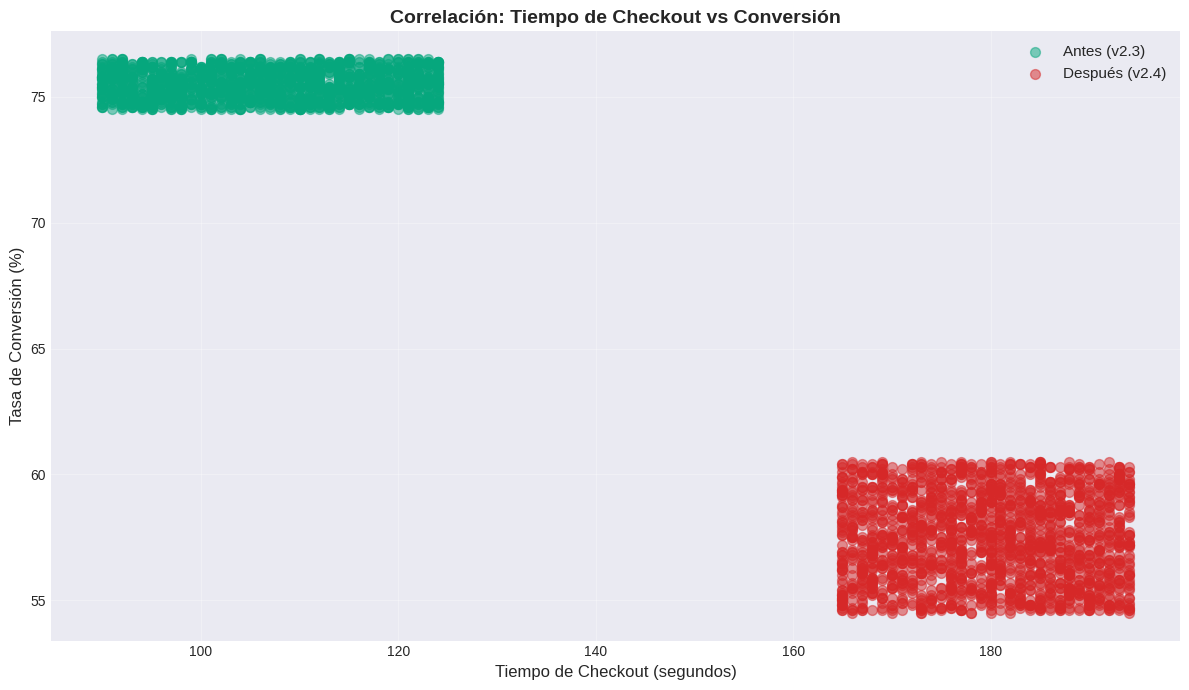 Correlación: Tiempo de Checkout vs Conversión
Antes (v2.3)
Después (v2.4)
Tasa de Conversión (%)
75
70
65
60
55
100
120
140
160
180
Tiempo de Checkout (segundos)